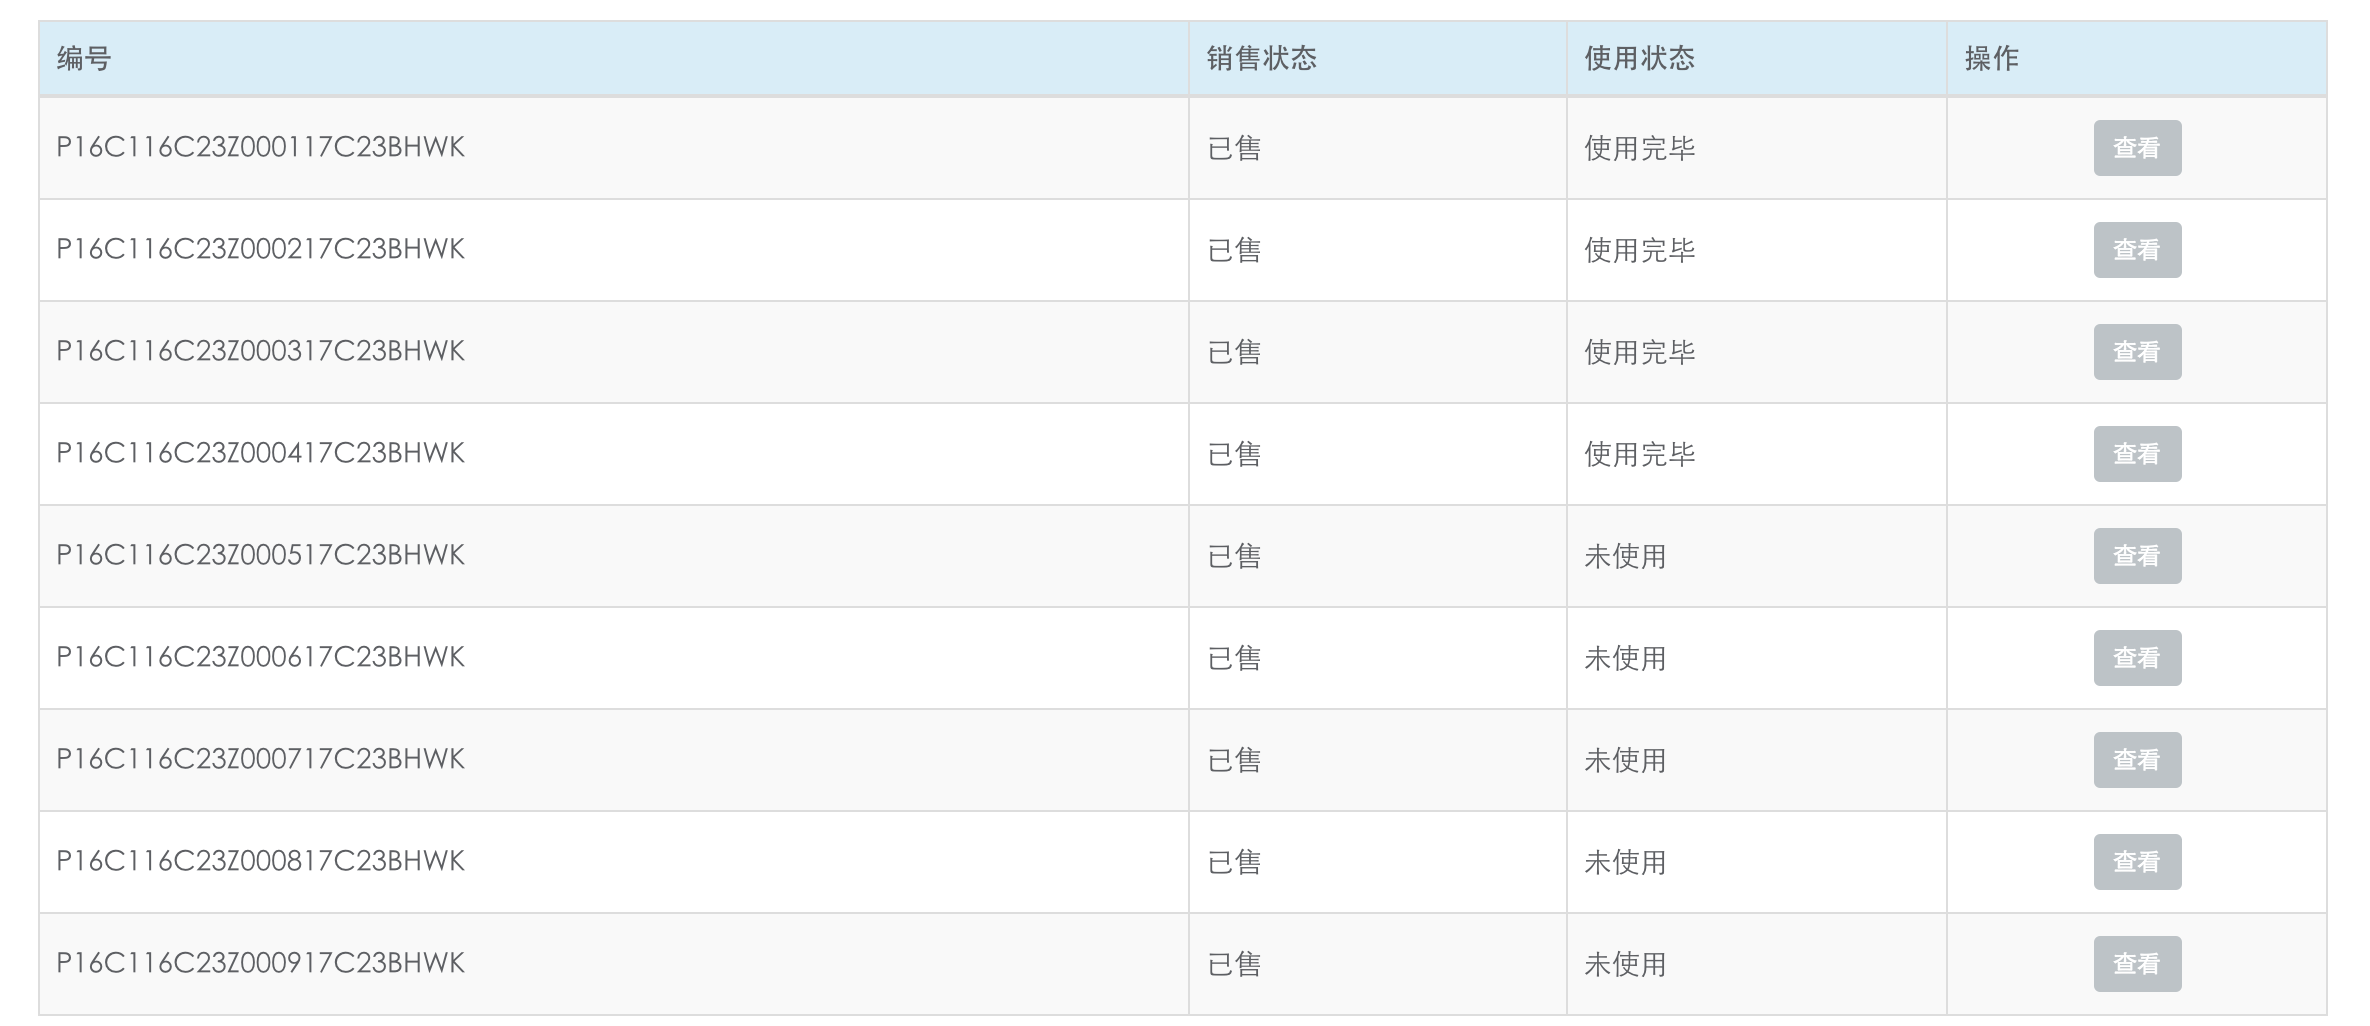 编号 销售状态 使用状态 操作
P16C116C23Z000117C23BHWK 已售 使用完毕 查看
P16C116C23Z000217C23BHWK 已售 使用完毕 查看
P16C116C23Z000317C23BHWK 已售 使用完毕 查看
P16C116C23Z000417C23BHWK 已售 使用完毕 查看
P16C116C23Z000517C23BHWK 已售 未使用 查看
P16C116C23Z000617C23BHWK 已售 未使用 查看
P16C116C23Z000717C23BHWK 已售 未使用 查看
P16C116C23Z000817C23BHWK 已售 未使用 查看
P16C116C23Z000917C23BHWK 已售 未使用 查看